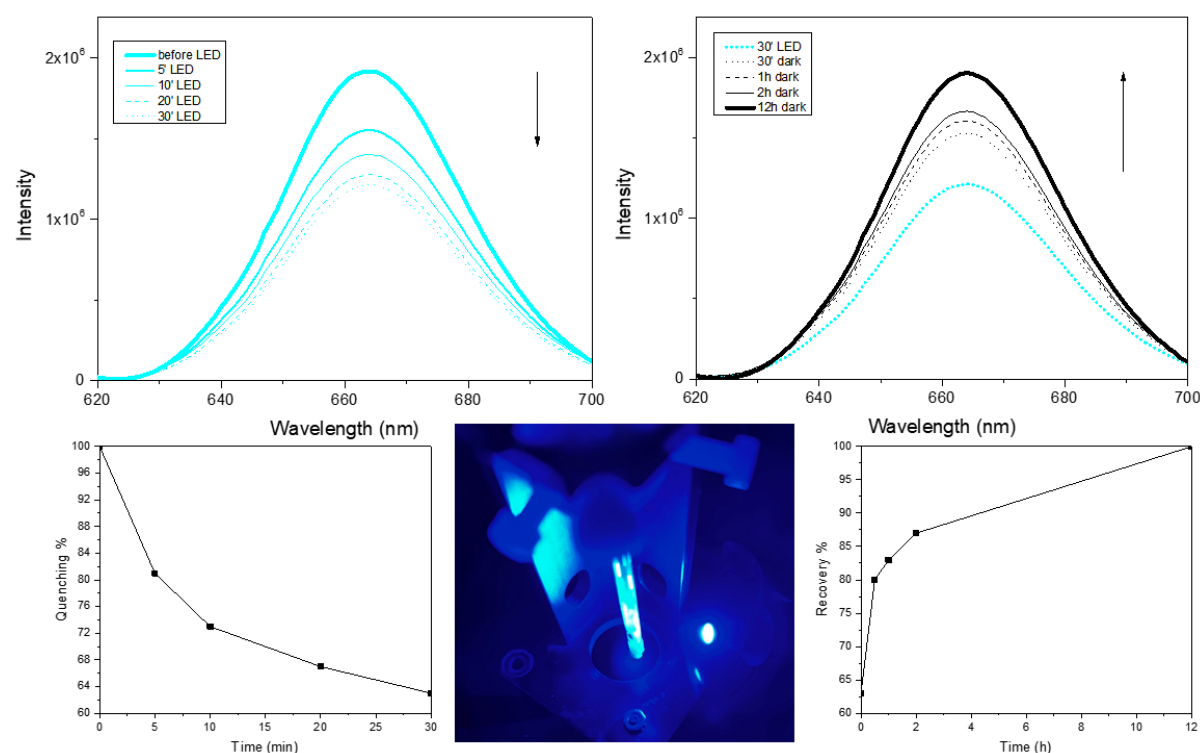 2x10⁶
1x10⁶
0
Intensity
before LED
5' LED
10' LED
20' LED
30' LED
620 640 660 680 700
Wavelength (nm)
2x10⁶
1x10⁶
0
Intensity
30' LED
30' dark
1h dark
2h dark
12h dark
620 640 660 680 700
Wavelength (nm)
100
96
92
88
84
80
76
72
68
64
60
Quenching %
0 5 10 15 20 25 30
Time (min)
100
95
90
85
80
75
70
65
60
Recovery %
0 2 4 6 8 10 12
Time (h)